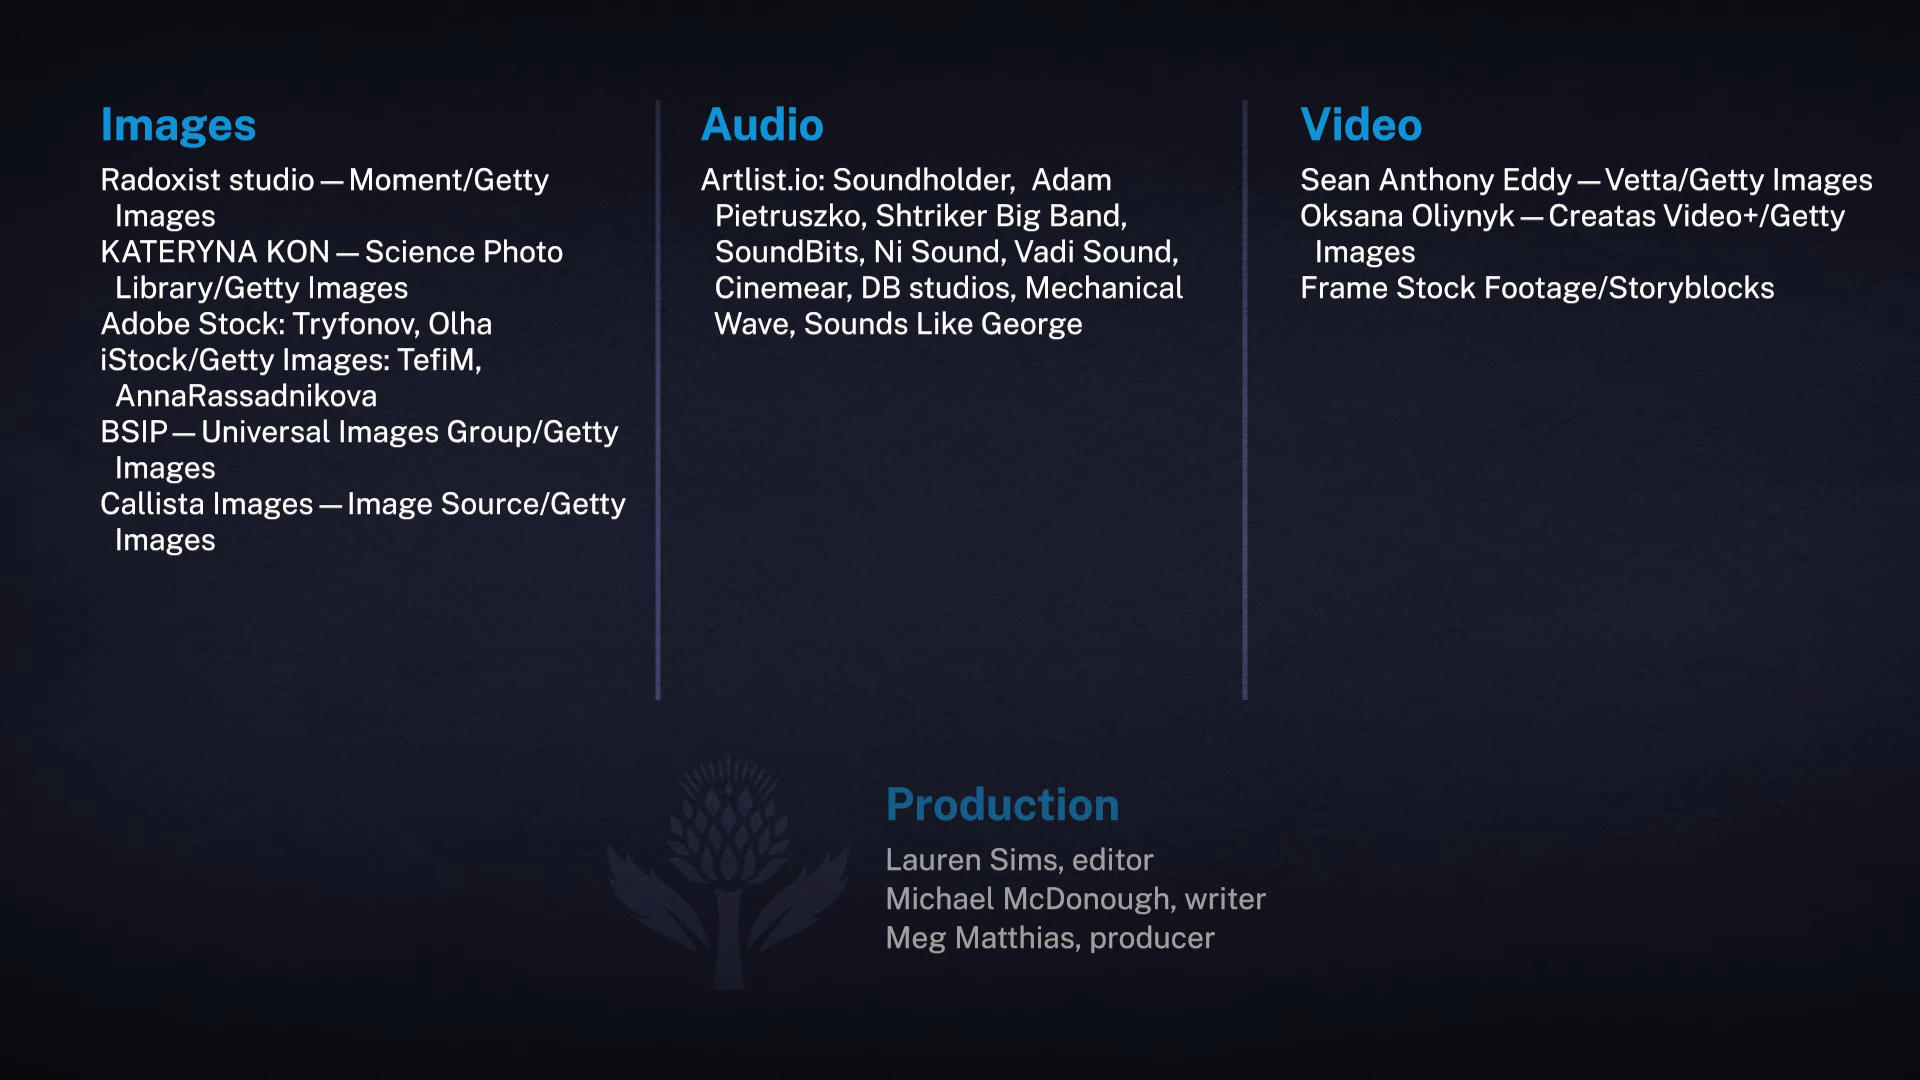 Images
Radoxist studio — Moment/Getty
Images
KATERYNA KON — Science Photo
Library/Getty Images
Adobe Stock: Tryfonov, Olha
iStock/Getty Images: TefiM,
AnnaRassadnikova
BSIP — Universal Images Group/Getty
Images
Callista Images — Image Source/Getty
Images
Audio
Artlist.io: Soundholder, Adam
Pietruszko, Shtriker Big Band,
SoundBits, Ni Sound, Vadi Sound,
Cinemear, DB studios, Mechanical
Wave, Sounds Like George
Video
Sean Anthony Eddy — Vetta/Getty Images
Oksana Oliynyk — Creatas Video+/Getty
Images
Frame Stock Footage/Storyblocks
Production
Lauren Sims, editor
Michael McDonough, writer
Meg Matthias, producer